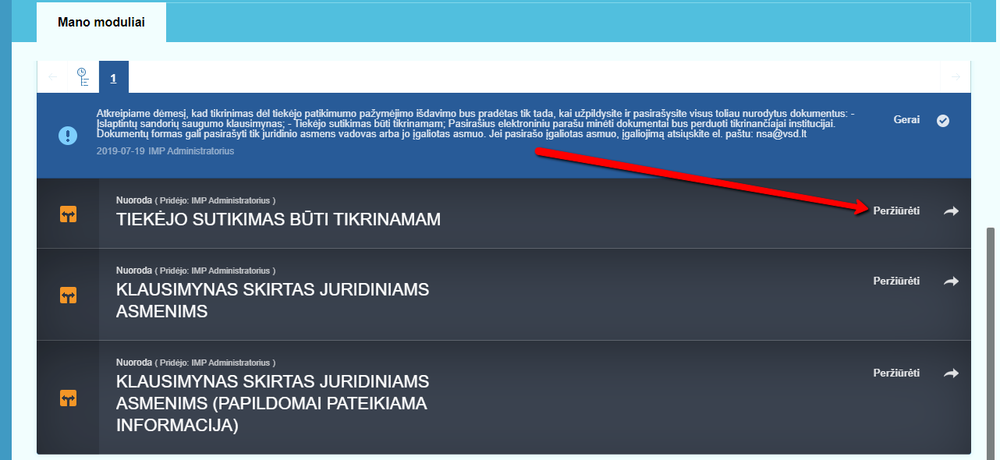 Mano moduliai
1
Atkreipiame dėmesį, kad tikrinimas dėl tiekėjo patikimumo pažymėjimo išdavimo bus pradėtas tik tada, kai užpildysite ir pasirašysite visus toliau nurodytus dokumentus: -
Įslaptintų sandorių saugumo klausimynas; - Tiekėjo sutikimas būti tikrinamam; Pasirašius elektroniniu parašu minėti dokumentai bus perduoti tikrinančiajai institucijai.
Dokumentų formas gali pasirašyti tik juridinio asmens vadovas arba jo įgaliotas asmuo. Jei pasirašo įgaliotas asmuo, įgaliojimą atsiųskite el. paštu: nsa@vsd.lt
Gerai
2019-07-19 IMP Administratorius
Nuoroda ( Pridėjo: IMP Administratorius )
TIEKĖJO SUTIKIMAS BŪTI TIKRINAMAM
Peržiūrėti
Nuoroda ( Pridėjo: IMP Administratorius )
KLAUSIMYNAS SKIRTAS JURIDINIAMS
ASMENIMS
Peržiūrėti
Nuoroda ( Pridėjo: IMP Administratorius )
KLAUSIMYNAS SKIRTAS JURIDINIAMS
ASMENIMS (PAPILDOMAI PATEIKIAMA
INFORMACIJA)
Peržiūrėti